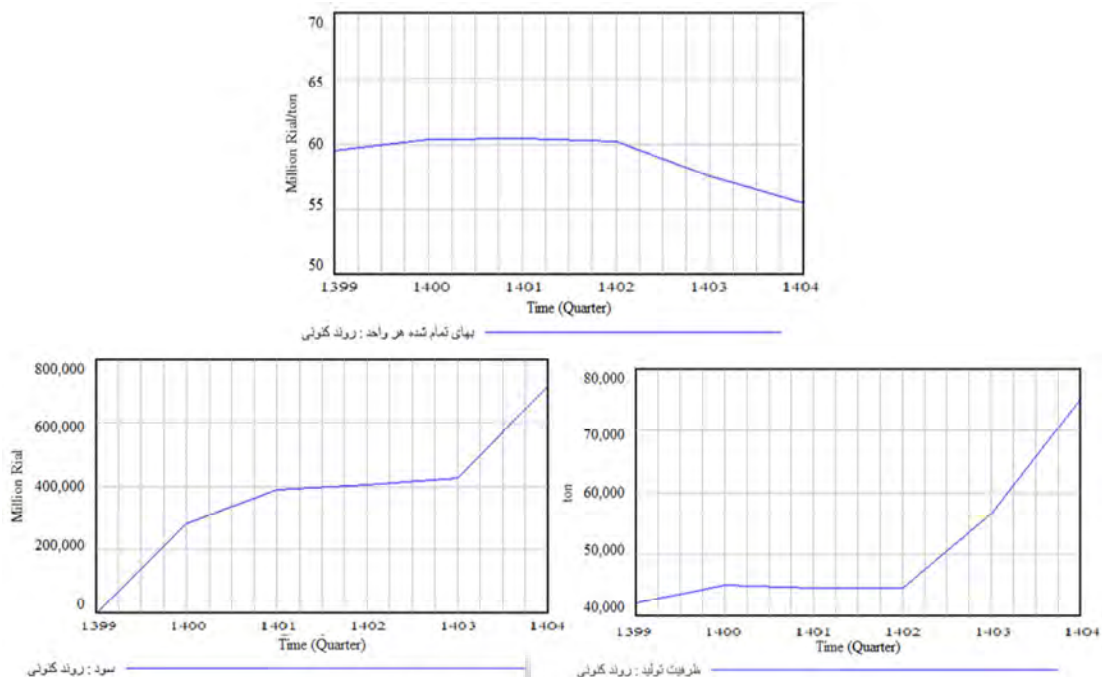 70
65
60
55
50
Million Rial/ton
1399 1400 1401 1402 1403 1404
Time (Quarter)
بهای تمام شده هر واحد : روند کنونی
800,000
600,000
400,000
200,000
0
Million Rial
1399 1400 1401 1402 1403 1404
Time (Quarter)
سود : روند کنونی
80,000
70,000
60,000
50,000
40,000
ton
1399 1400 1401 1402 1403 1404
Time (Quarter)
ظرفیت تولید : روند کنونی